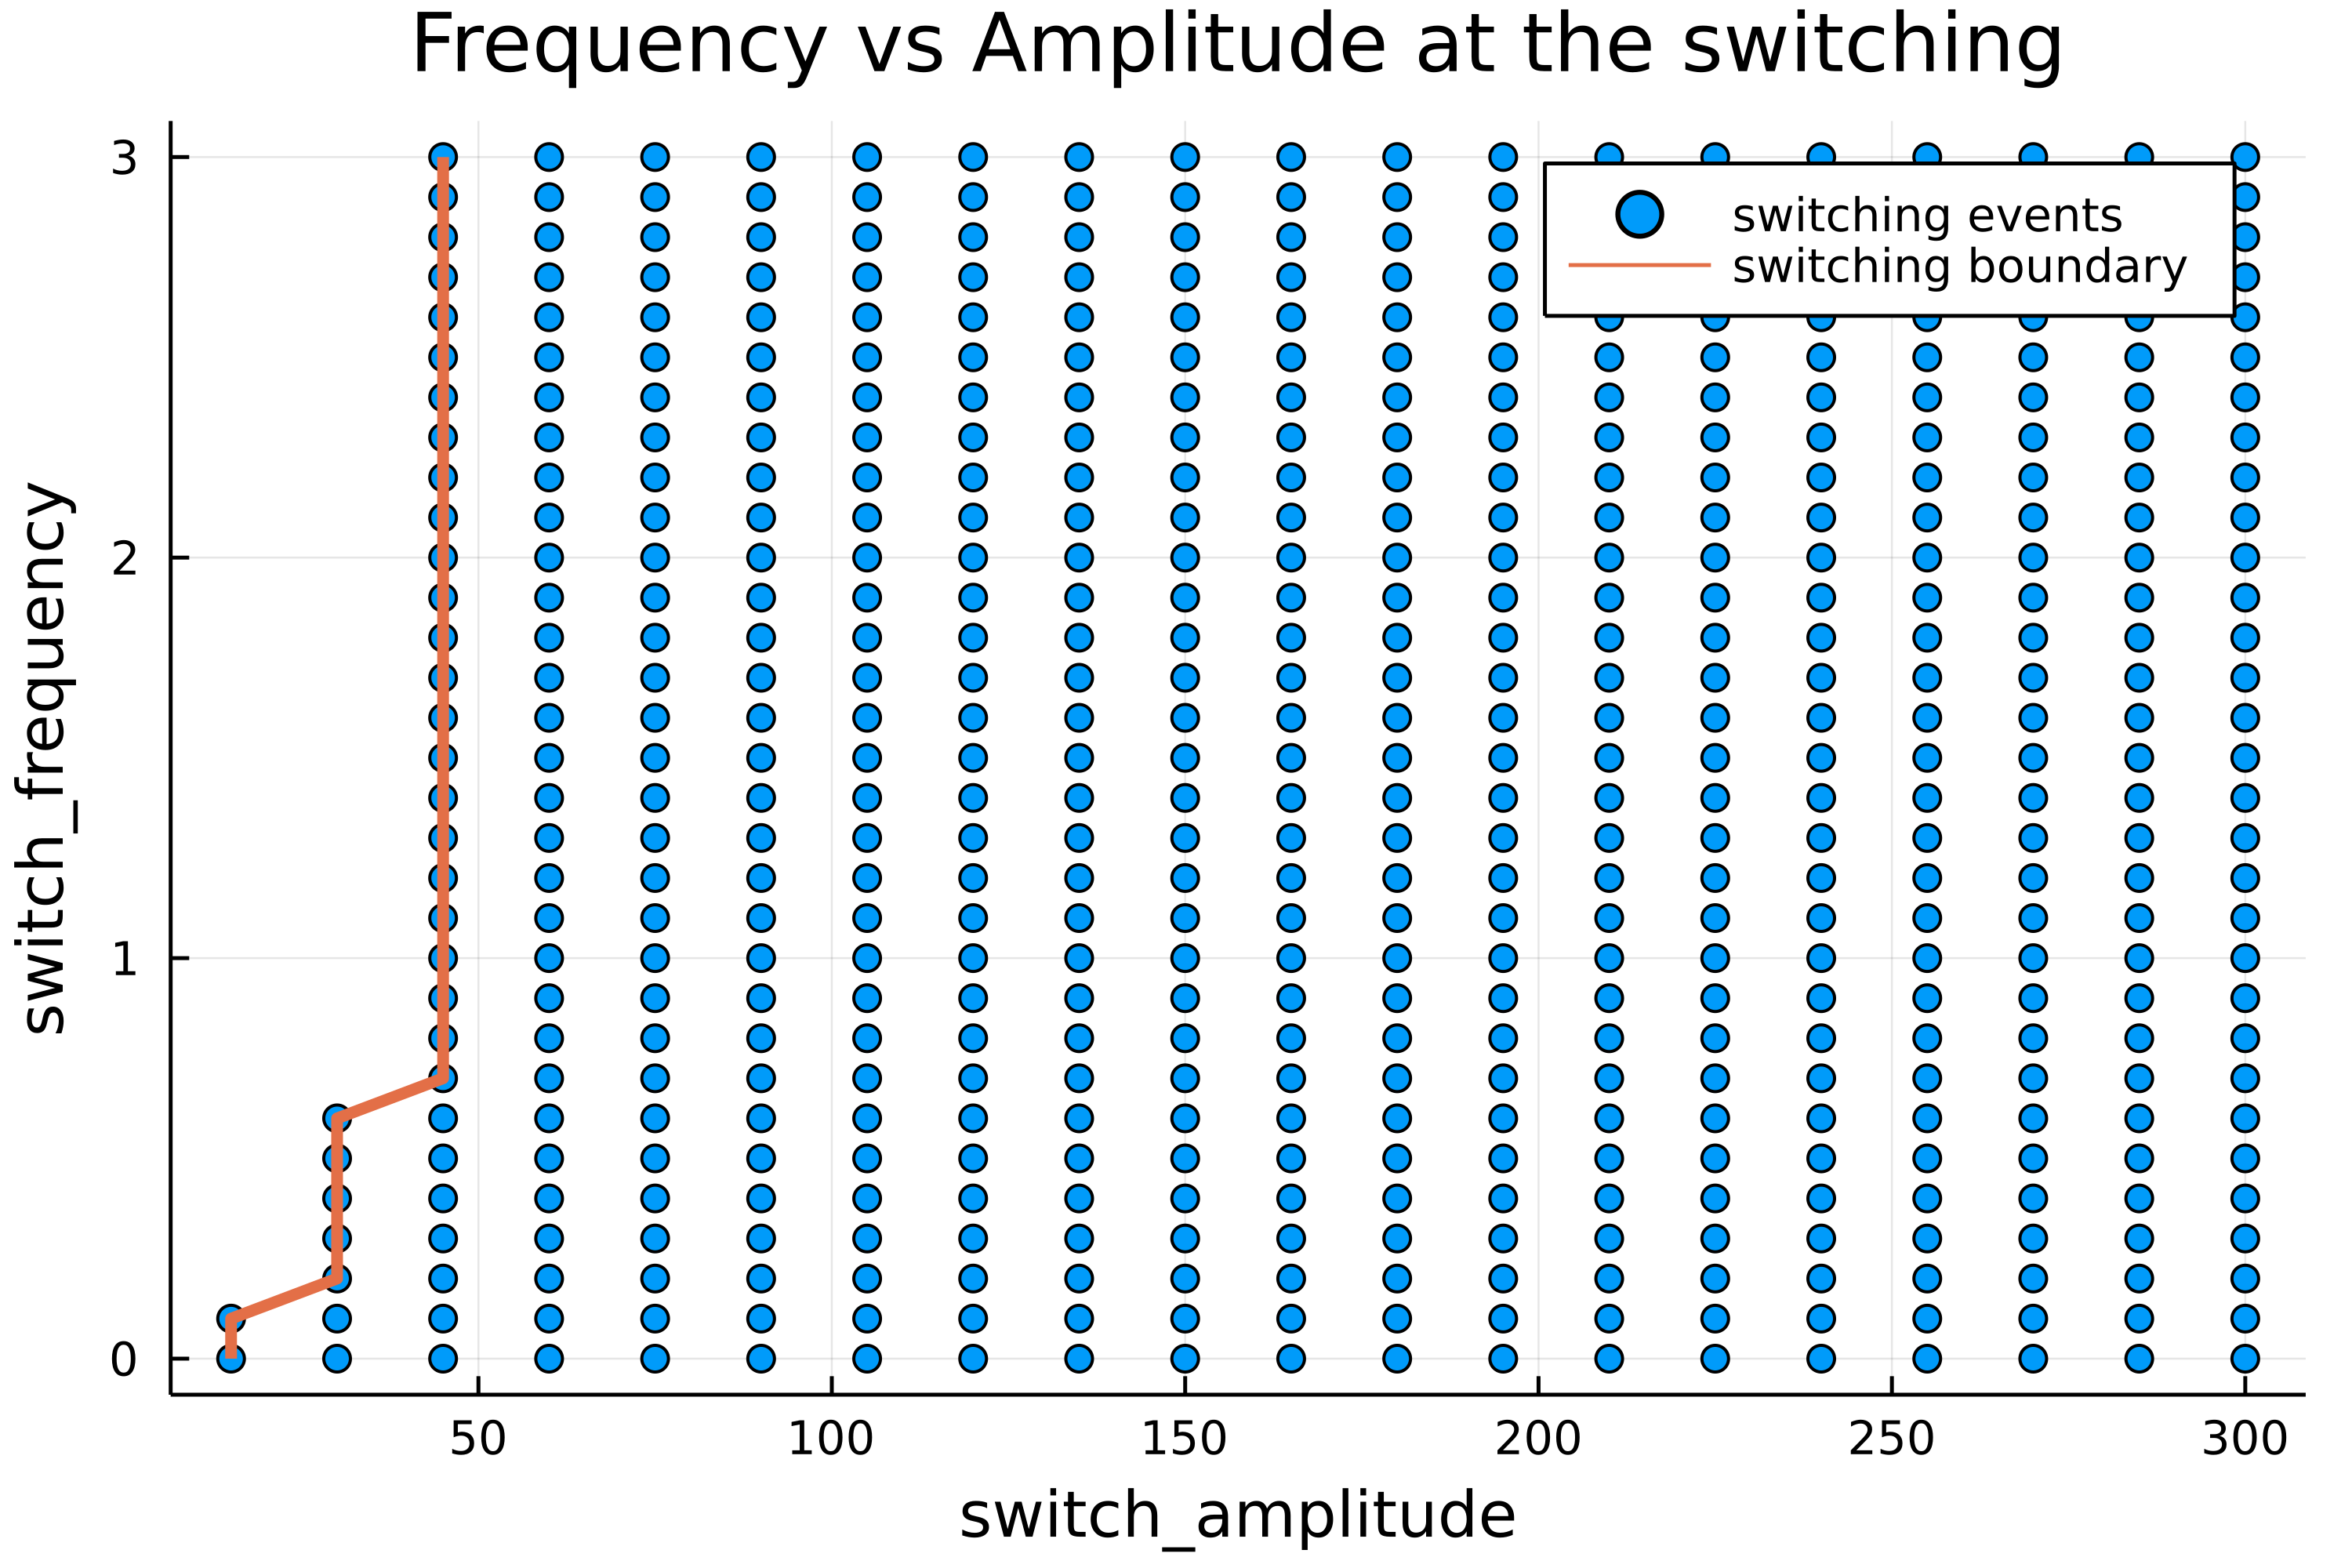 Frequency vs Amplitude at the switching
switching events
switching boundary
switch_frequency
3
2
1
0
50 100 150 200 250 300
switch_amplitude